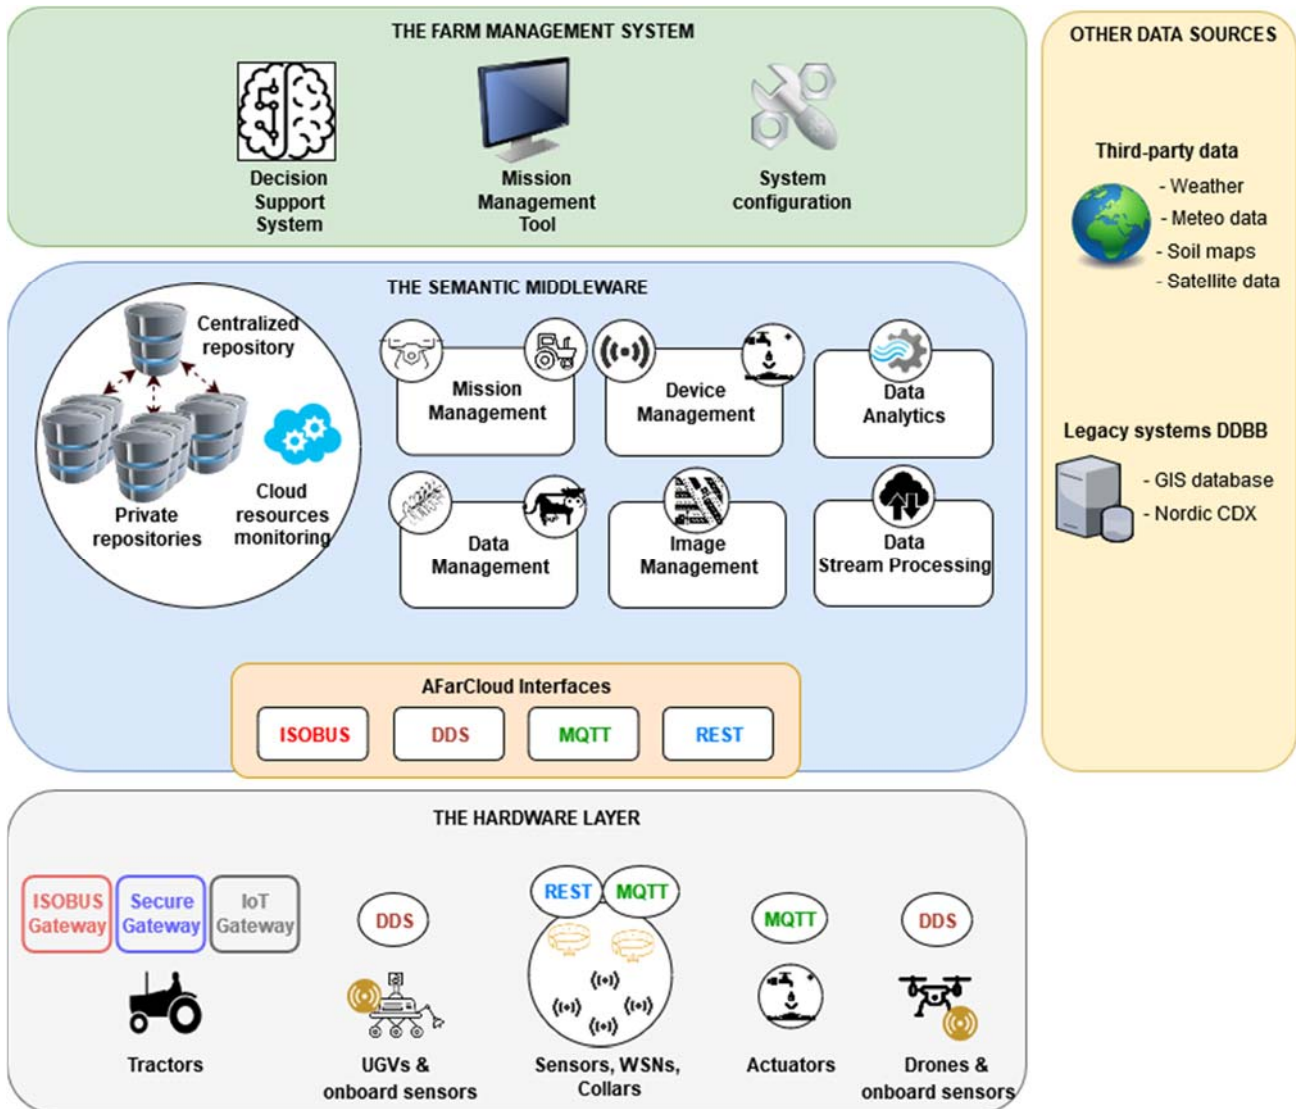 THE FARM MANAGEMENT SYSTEM
Decision
Support
System
Mission
Management
Tool
System
configuration
OTHER DATA SOURCES
Third-party data
- Weather
- Meteo data
- Soil maps
- Satellite data
Legacy systems DDBB
- GIS database
- Nordic CDX
THE SEMANTIC MIDDLEWARE
Centralized
repository
Private
repositories
Cloud
resources
monitoring
Mission
Management
Device
Management
Data
Analytics
Data
Management
Image
Management
Data
Stream Processing
AFarCloud Interfaces
ISOBUS
DDS
MQTT
REST
THE HARDWARE LAYER
ISOBUS
Gateway
Secure
Gateway
IoT
Gateway
Tractors
DDS
UGVs &
onboard sensors
REST
MQTT
Sensors, WSNs,
Collars
MQTT
Actuators
DDS
Drones &
onboard sensors